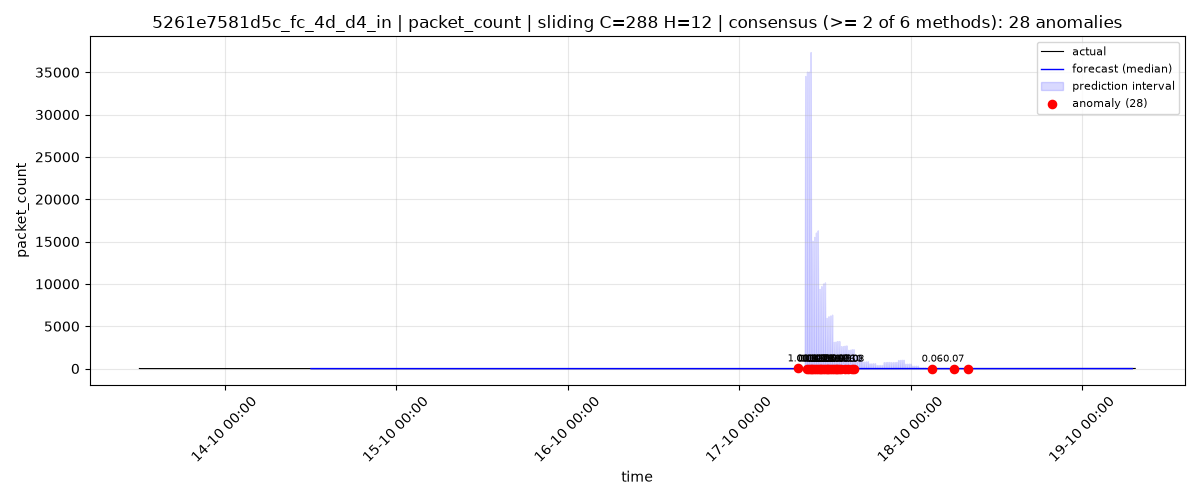 5261e7581d5c_fc_4d_d4_in | packet_count | sliding C=288 H=12 | consensus (>= 2 of 6 methods): 28 anomalies
actual
forecast (median)
prediction interval
anomaly (28)
35000
30000
25000
20000
15000
10000
5000
0
packet_count
0.06
0.07
14-10 00:00
15-10 00:00
16-10 00:00
17-10 00:00
18-10 00:00
19-10 00:00
time